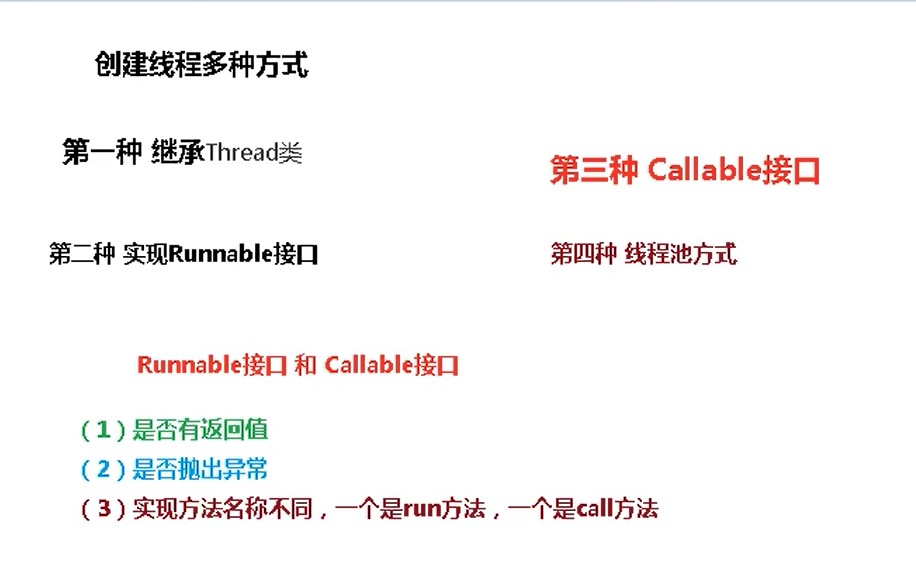 创建线程多种方式
第一种 继承Thread类
第三种 Callable接口
第二种 实现Runnable接口
第四种 线程池方式
Runnable接口 和 Callable接口
（1）是否有返回值
（2）是否抛出异常
（3）实现方法名称不同，一个是run方法，一个是call方法